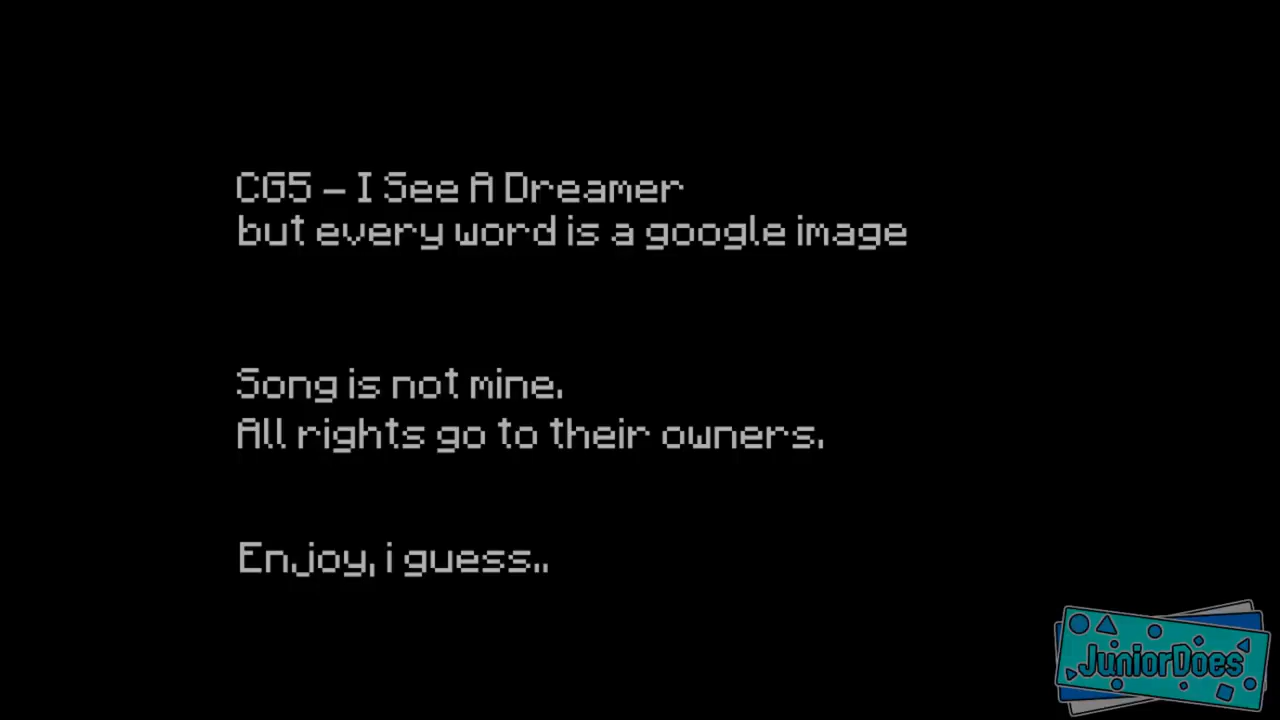 CG5 – I See A Dreamer
but every word is a google image
Song is not mine.
All rights go to their owners.
Enjoy, i guess..
JuniorDoes